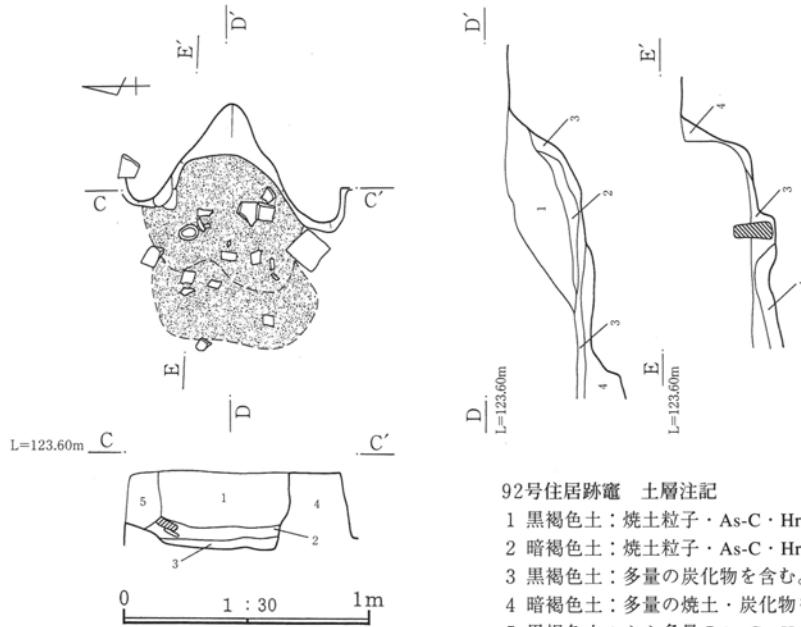 D′
E′
C
C′
E
D
L=123.60m C
C′
5
1
4
2
3
0
1 : 30
1m
D′
3
2
1
3
4
D
L=123.60m
E′
4
3
E
L=123.60m
92号住居跡竈 土層注記
1 黒褐色土：焼土粒子・As-C・Hr
2 暗褐色土：焼土粒子・As-C・Hr
3 黒褐色土：多量の炭化物を含む。
4 暗褐色土：多量の焼土・炭化物を